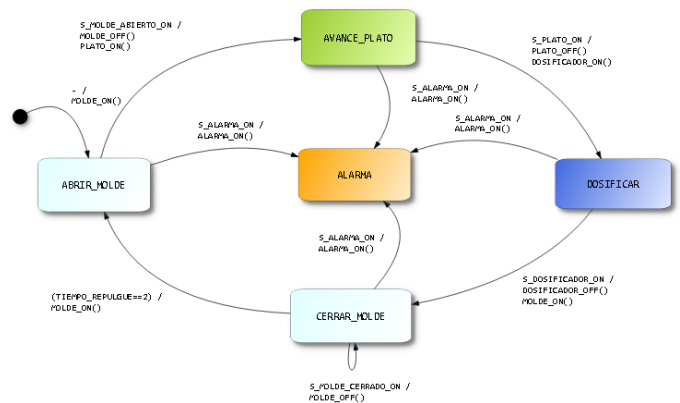 S_MOLDE_ABIERTO_ON /
MOLDE_OFF()
PLATO_ON()
AVANCE_PLATO
S_PLATO_ON /
PLATO_OFF()
DOSIFICADOR_ON()
- /
MOLDE_ON()
S_ALARMA_ON /
ALARMA_ON()
S_ALARMA_ON /
ALARMA_ON()
S_ALARMA_ON /
ALARMA_ON()
ABRIR_MOLDE
ALARMA
DOSIFICAR
S_ALARMA_ON /
ALARMA_ON()
(TIEMPO_REPULGUE==2) /
MOLDE_ON()
S_DOSIFICADOR_ON /
DOSIFICADOR_OFF()
MOLDE_ON()
CERRAR_MOLDE
S_MOLDE_CERRADO_ON /
MOLDE_OFF()